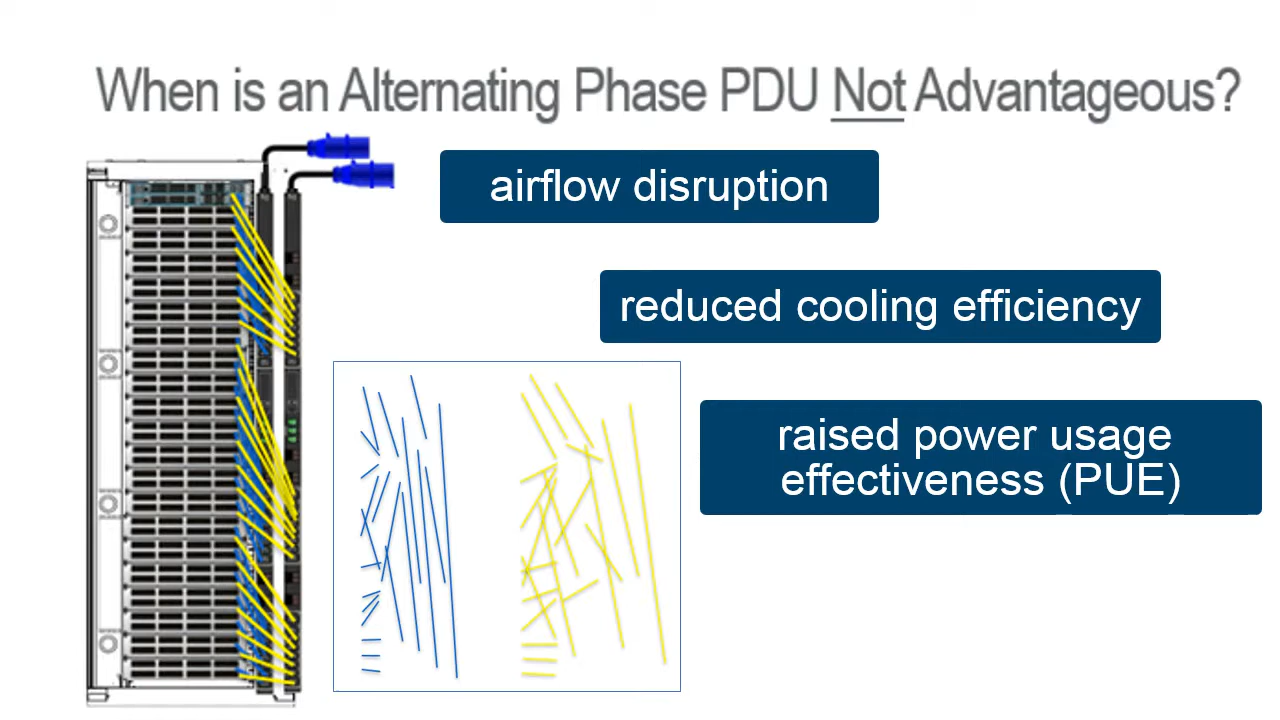 When is an Alternating Phase PDU Not Advantageous?
airflow disruption
reduced cooling efficiency
raised power usage
effectiveness (PUE)